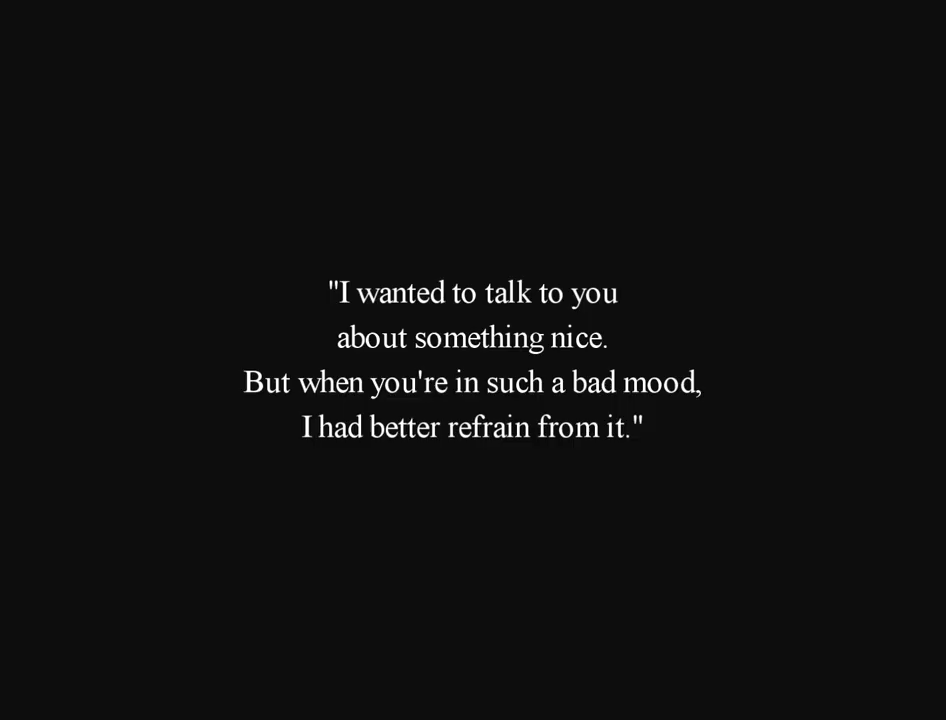 "I wanted to talk to you
about something nice.
But when you're in such a bad mood,
I had better refrain from it."